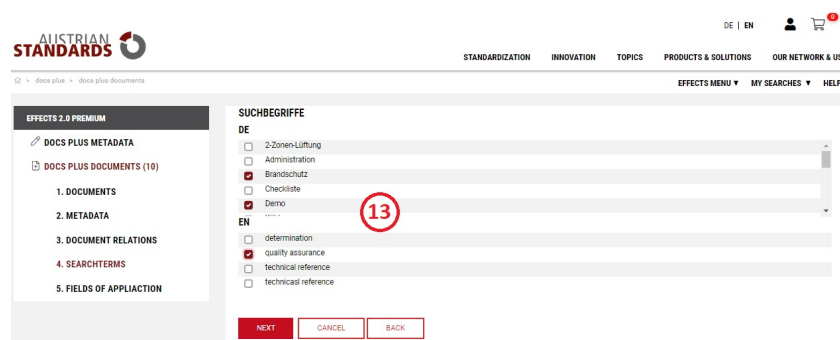 DE | EN
0
AUSTRIAN
STANDARDS
STANDARDIZATION INNOVATION TOPICS PRODUCTS & SOLUTIONS OUR NETWORK & US
> docs plus > docs plus documents
EFFECTS MENU ▼ MY SEARCHES ▼ HELP
EFFECTS 2.0 PREMIUM
DOCS PLUS METADATA
DOCS PLUS DOCUMENTS (10)
1. DOCUMENTS
2. METADATA
3. DOCUMENT RELATIONS
4. SEARCHTERMS
5. FIELDS OF APPLIACTION
SUCHBEGRIFFE
DE
2-Zonen-Lüftung
Administration
Brandschutz
Checkliste
Demo
13
EN
determination
quality assurance
technical reference
technicasl reference
NEXT CANCEL BACK